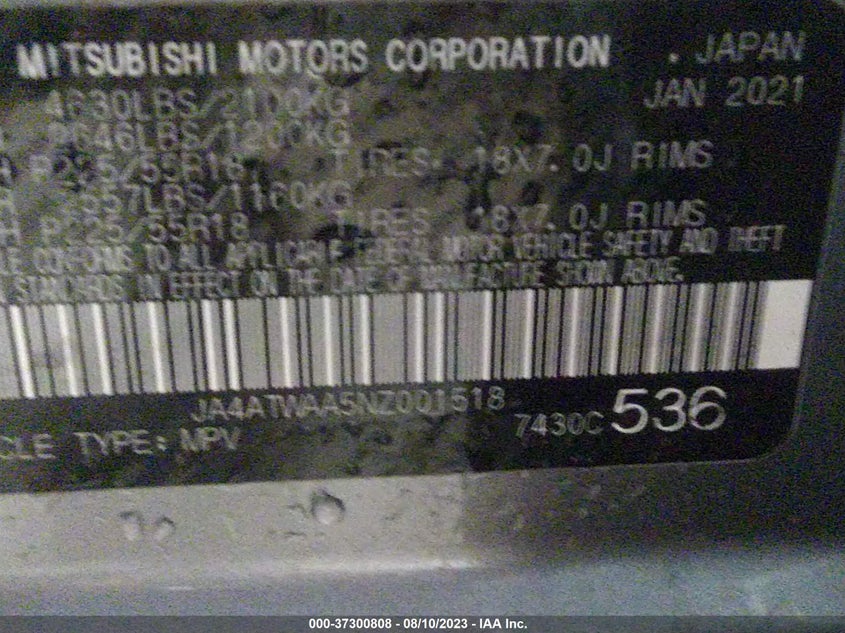 MITSUBISHI MOTORS CORPORATION . JAPAN
4630LBS/2100KG JAN 2021
2646LBS/1200KG
P225/55R18 TIRES 18X7.0J RIMS
2557LBS/1160KG
P225/55R18 TIRES 18X7.0J RIMS
CONFORMS TO ALL APPLICABLE FEDERAL MOTOR VEHICLE SAFETY AND THEFT
STANDARDS IN EFFECT ON THE DATE OF MANUFACTURE SHOWN ABOVE.
JA4ATWAA5NZ001518
CLE TYPE: MPV 7430C 536
000-37300808 - 08/10/2023 - IAA Inc.